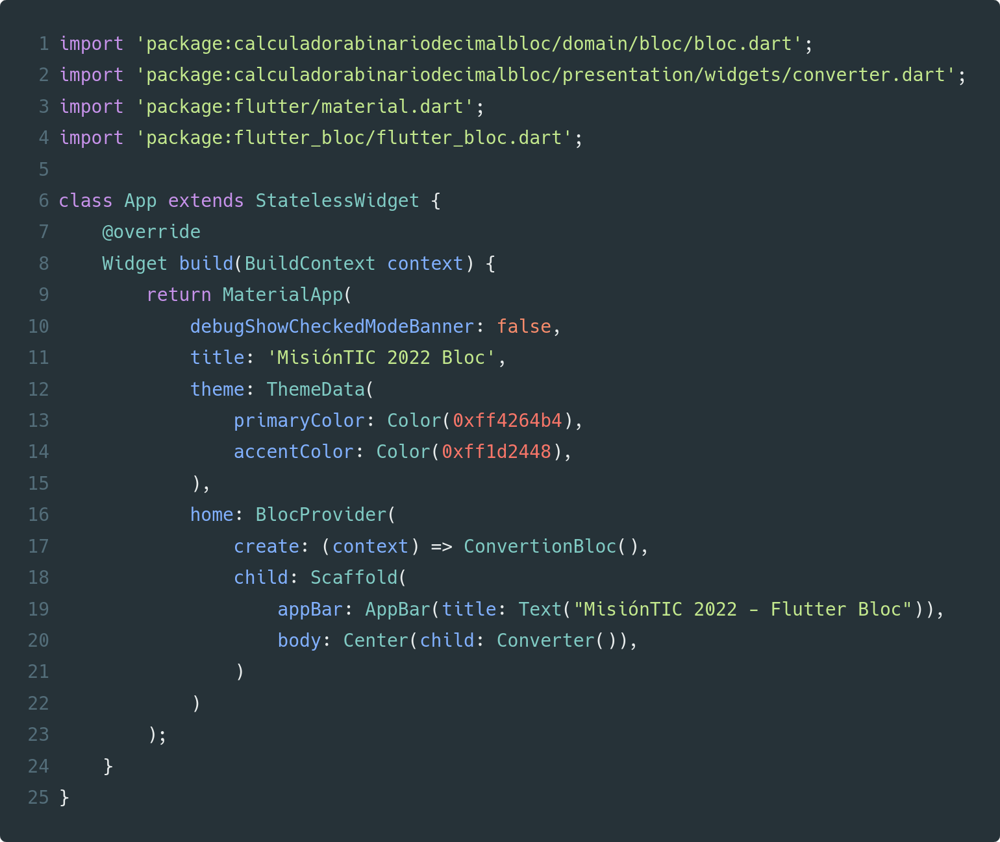 1 import 'package:calculadorabinariodecimalbloc/domain/bloc/bloc.dart';
2 import 'package:calculadorabinariodecimalbloc/presentation/widgets/converter.dart';
3 import 'package:flutter/material.dart';
4 import 'package:flutter_bloc/flutter_bloc.dart';
5
6 class App extends StatelessWidget {
7     @override
8     Widget build(BuildContext context) {
9         return MaterialApp(
10             debugShowCheckedModeBanner: false,
11             title: 'MisiónTIC 2022 Bloc',
12             theme: ThemeData(
13                 primaryColor: Color(0xff4264b4),
14                 accentColor: Color(0xff1d2448),
15             ),
16             home: BlocProvider(
17                 create: (context) => ConvertionBloc(),
18                 child: Scaffold(
19                     appBar: AppBar(title: Text("MisiónTIC 2022 - Flutter Bloc")),
20                     body: Center(child: Converter()),
21                 )
22             )
23         );
24     }
25 }